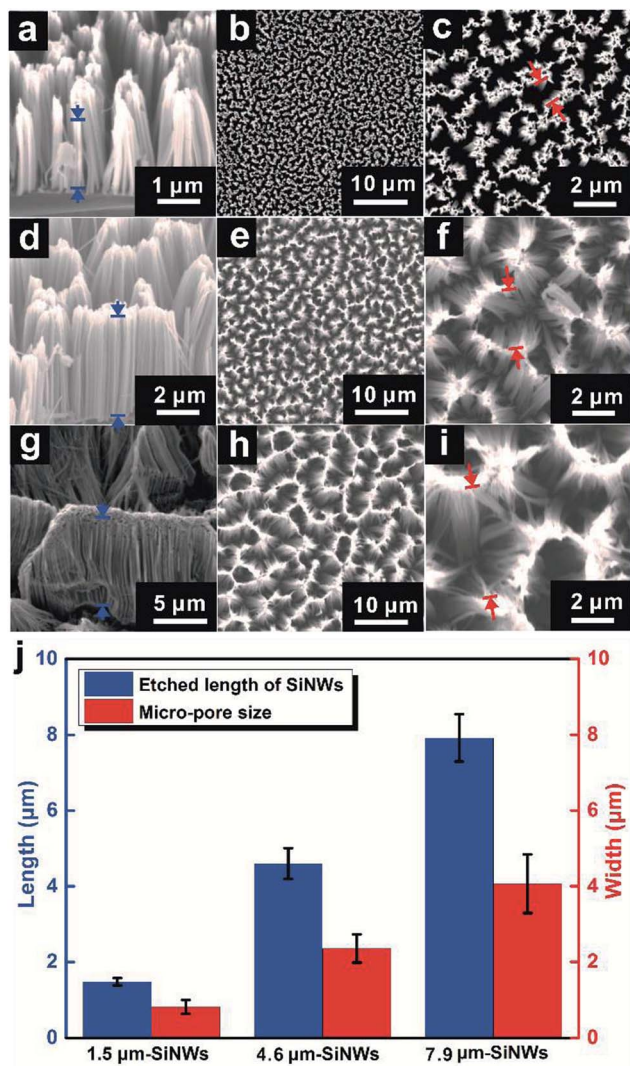 a b c
1 µm 10 µm 2 µm
d e f
2 µm 10 µm 2 µm
g h i
5 µm 10 µm 2 µm
j
10 10
Etched length of SiNWs
Micro-pore size
8 8
6 6
Length (µm) Width (µm)
4 4
2 2
0 0
1.5 µm-SiNWs 4.6 µm-SiNWs 7.9 µm-SiNWs